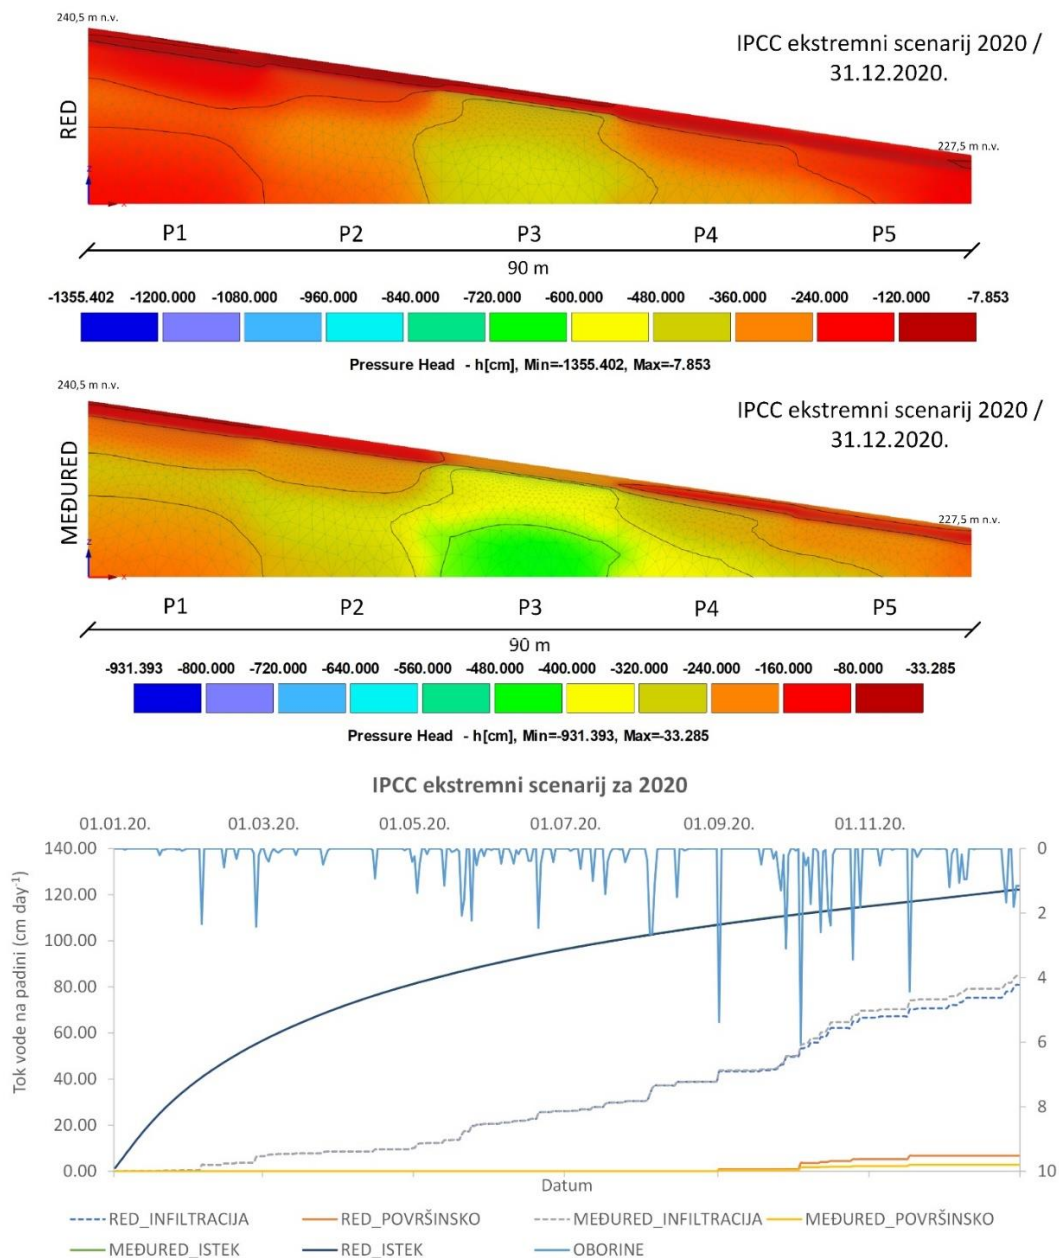 240,5 m n.v.
IPCC ekstremni scenarij 2020 /
31.12.2020.
RED
227,5 m n.v.
z
x
P1 P2 P3 P4 P5
90 m
-1355.402 -1200.000 -1080.000 -960.000 -840.000 -720.000 -600.000 -480.000 -360.000 -240.000 -120.000 -7.853
Pressure Head - h[cm], Min=-1355.402, Max=-7.853
240,5 m n.v.
IPCC ekstremni scenarij 2020 /
31.12.2020.
MEĐURED
227,5 m n.v.
z
x
P1 P2 P3 P4 P5
90 m
-931.393 -800.000 -720.000 -640.000 -560.000 -480.000 -400.000 -320.000 -240.000 -160.000 -80.000 -33.285
Pressure Head - h[cm], Min=-931.393, Max=-33.285
IPCC ekstremni scenarij za 2020
01.01.20. 01.03.20. 01.05.20. 01.07.20. 01.09.20. 01.11.20.
140.00 0
120.00
2
100.00
80.00 4
60.00 6
40.00
8
20.00
0.00 10
Tok vode na padini (cm day⁻¹)
Datum
RED_INFILTRACIJA RED_POVRŠINSKO MEĐURED_INFILTRACIJA MEĐURED_POVRŠINSKO
MEĐURED_ISTEK RED_ISTEK OBORINE